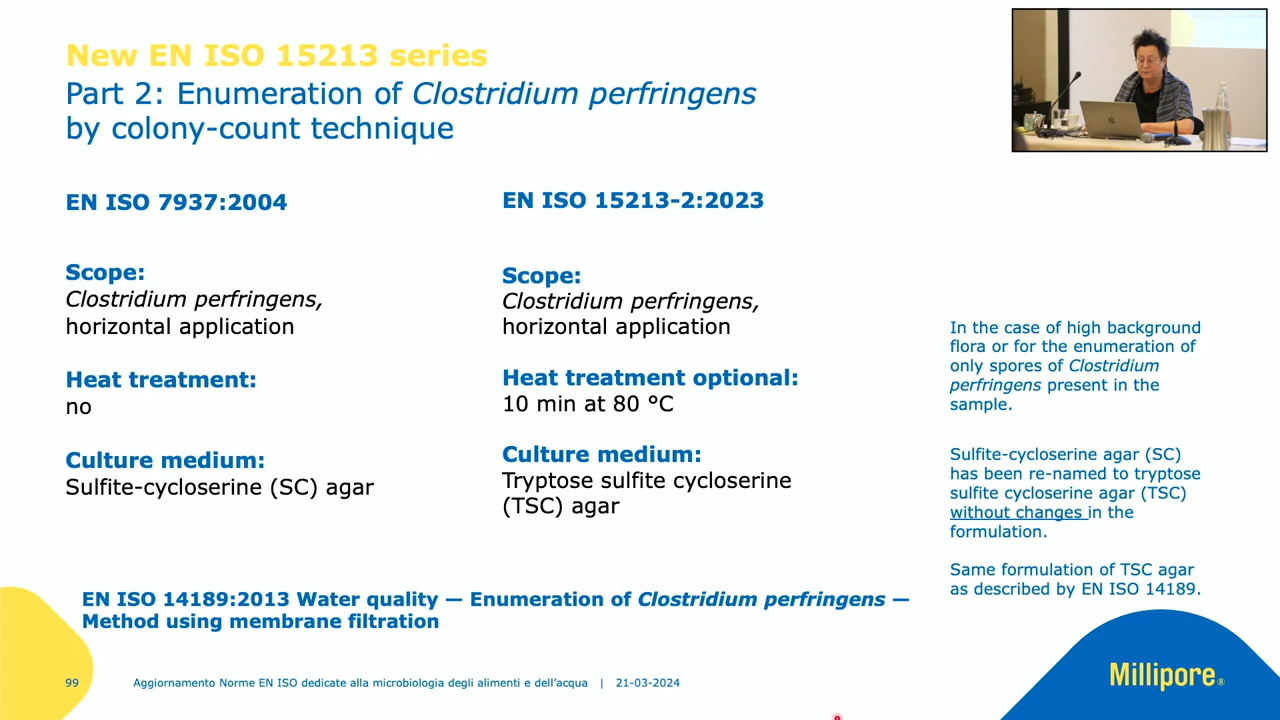 New EN ISO 15213 series
Part 2: Enumeration of Clostridium perfringens
by colony-count technique
EN ISO 7937:2004
Scope:
Clostridium perfringens,
horizontal application
Heat treatment:
no
Culture medium:
Sulfite-cycloserine (SC) agar
EN ISO 15213-2:2023
Scope:
Clostridium perfringens,
horizontal application
Heat treatment optional:
10 min at 80 °C
Culture medium:
Tryptose sulfite cycloserine
(TSC) agar
In the case of high background
flora or for the enumeration of
only spores of Clostridium
perfringens present in the
sample.
Sulfite-cycloserine agar (SC)
has been re-named to tryptose
sulfite cycloserine agar (TSC)
without changes in the
formulation.
Same formulation of TSC agar
as described by EN ISO 14189.
EN ISO 14189:2013 Water quality — Enumeration of Clostridium perfringens —
Method using membrane filtration
99 Aggiornamento Norme EN ISO dedicate alla microbiologia degli alimenti e dell’acqua | 21-03-2024
Millipore®